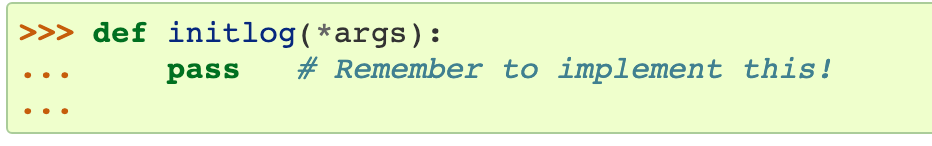 >>> def initlog(*args):
...     pass   # Remember to implement this!
...